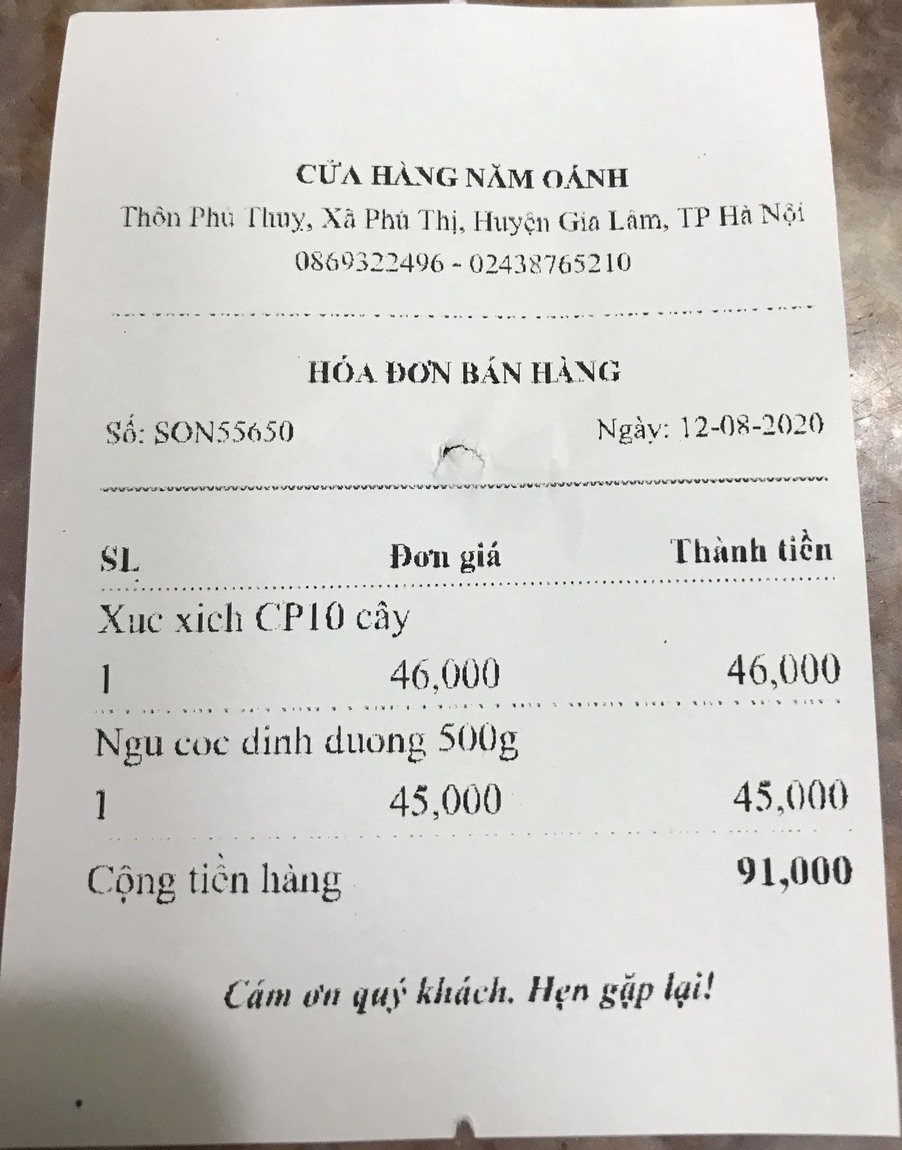 CỬA HÀNG NĂM OÁNH
Thôn Phú Thuỵ, Xã Phú Thị, Huyện Gia Lâm, TP Hà Nội
0869322496 - 02438765210
HÓA ĐƠN BÁN HÀNG
Số: SON55650 Ngày: 12-08-2020
SL Đơn giá Thành tiền
Xuc xich CP10 cây
1 46,000 46,000
Ngu coc dinh duong 500g
1 45,000 45,000
Cộng tiền hàng 91,000
Cám ơn quý khách. Hẹn gặp lại!